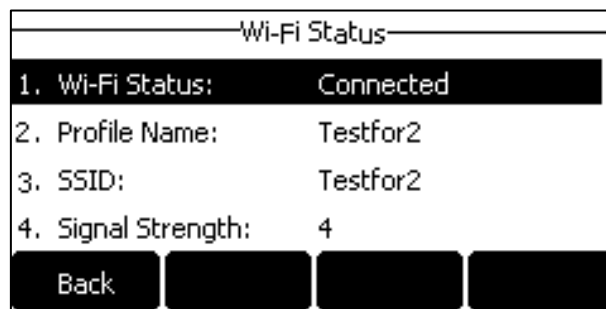 Wi-Fi Status
1. Wi-Fi Status: Connected
2. Profile Name: Testfor2
3. SSID: Testfor2
4. Signal Strength: 4
Back